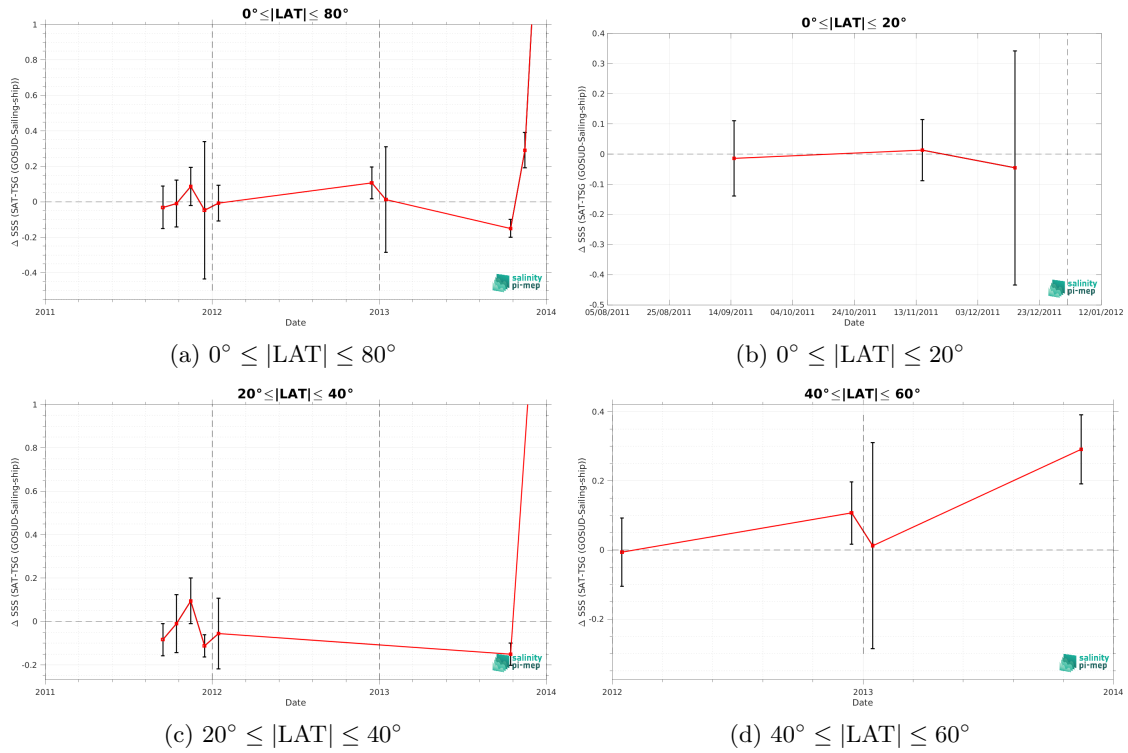 0°≤|LAT|≤ 80°
1
0.8
0.6
0.4
0.2
0
-0.2
-0.4
Δ SSS (SAT-TSG (GOSUD-Sailing-ship))
salinity
pi-mep
2011
2012
2013
2014
Date
(a) 0° ≤ |LAT| ≤ 80°
0°≤|LAT|≤ 20°
0.4
0.3
0.2
0.1
0
-0.1
-0.2
-0.3
-0.4
-0.5
Δ SSS (SAT-TSG (GOSUD-Sailing-ship))
salinity
pi-mep
05/08/2011
25/08/2011
14/09/2011
04/10/2011
24/10/2011
13/11/2011
03/12/2011
23/12/2011
12/01/2012
Date
(b) 0° ≤ |LAT| ≤ 20°
20°≤|LAT|≤ 40°
1
0.8
0.6
0.4
0.2
0
-0.2
Δ SSS (SAT-TSG (GOSUD-Sailing-ship))
salinity
pi-mep
2011
2012
2013
2014
Date
(c) 20° ≤ |LAT| ≤ 40°
40°≤|LAT|≤ 60°
0.4
0.2
0
-0.2
Δ SSS (SAT-TSG (GOSUD-Sailing-ship))
salinity
pi-mep
2012
2013
2014
Date
(d) 40° ≤ |LAT| ≤ 60°